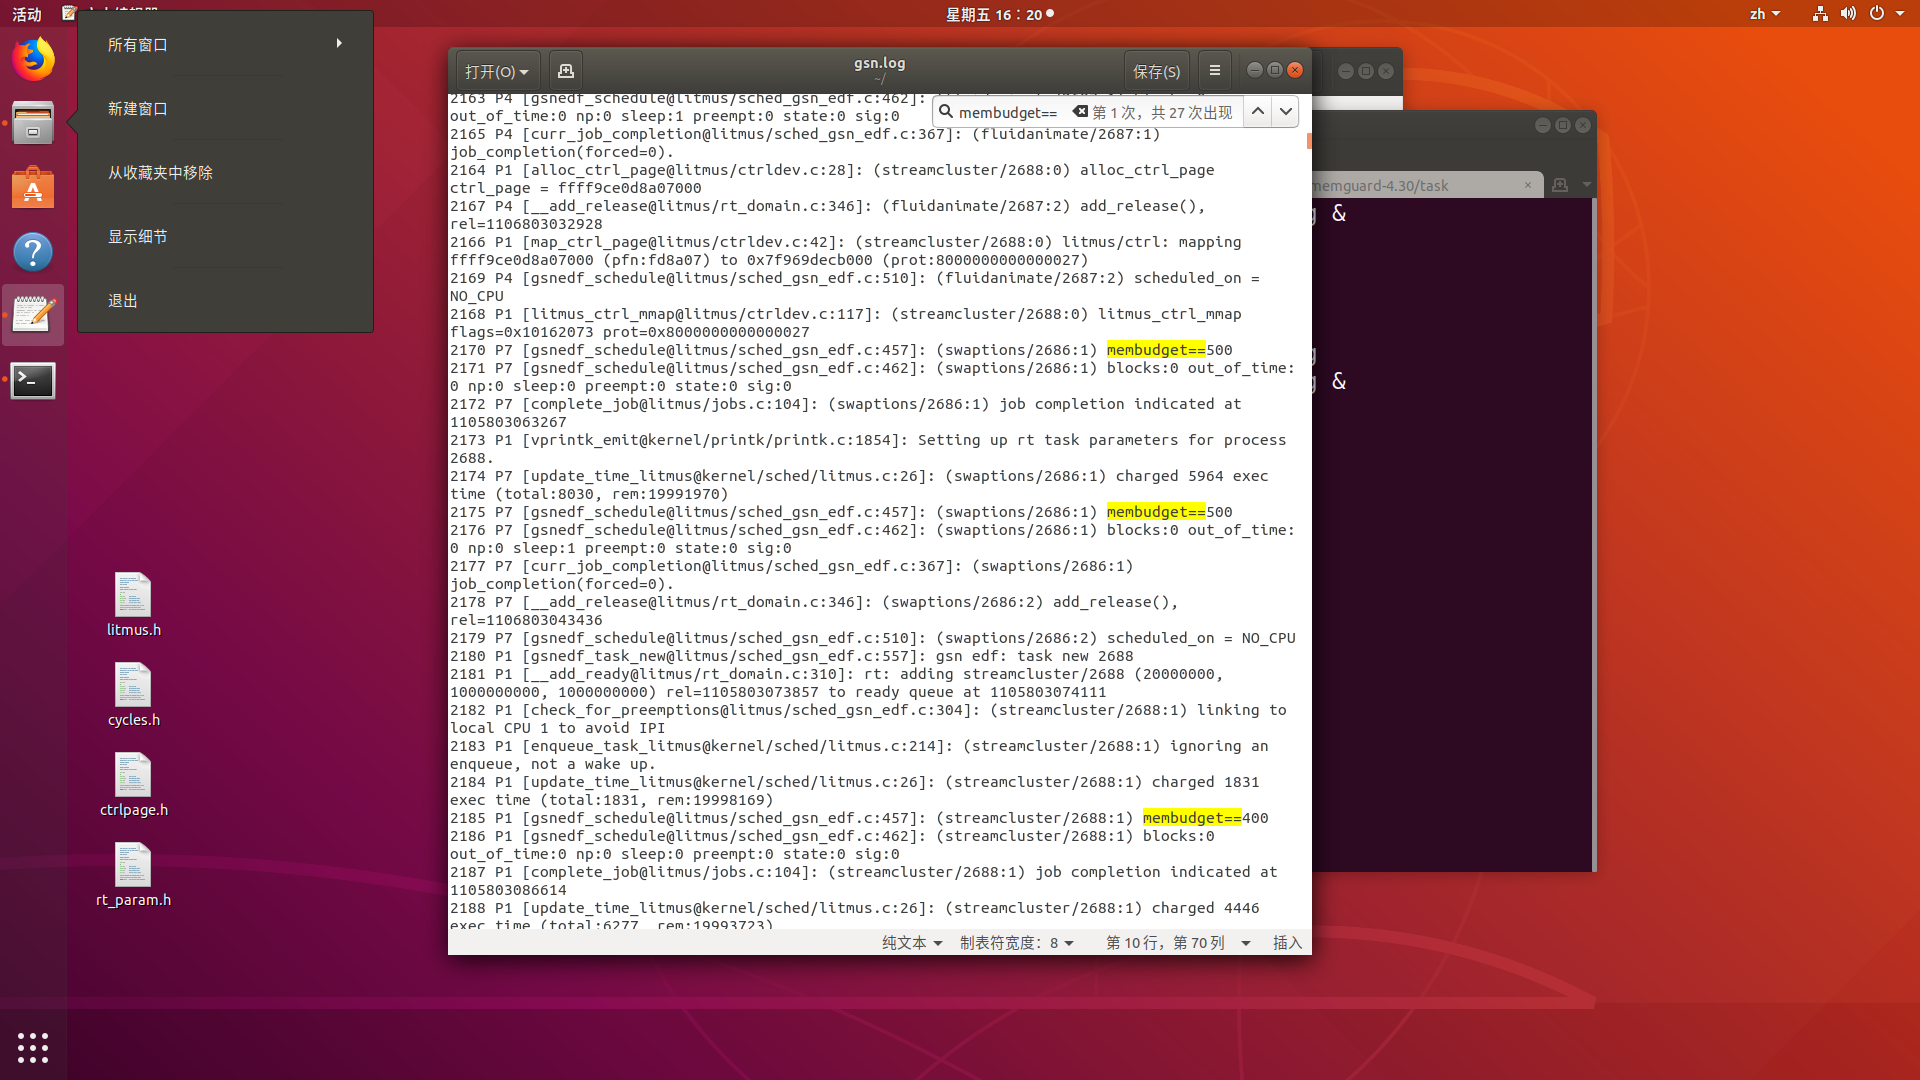 活动
星期五 16：20
zh
所有窗口
新建窗口
从收藏夹中移除
显示细节
退出
litmus.h
cycles.h
ctrlpage.h
rt_param.h
打开(O)
gsn.log
~/
保存(S)
membudget==
第 1 次，共 27 次出现
2163 P4 [gsnedf_schedule@litmus/sched_gsn_edf.c:462]:
out_of_time:0 np:0 sleep:1 preempt:0 state:0 sig:0
2165 P4 [curr_job_completion@litmus/sched_gsn_edf.c:367]: (fluidanimate/2687:1)
job_completion(forced=0).
2164 P1 [alloc_ctrl_page@litmus/ctrldev.c:28]: (streamcluster/2688:0) alloc_ctrl_page
ctrl_page = ffff9ce0d8a07000
2167 P4 [__add_release@litmus/rt_domain.c:346]: (fluidanimate/2687:2) add_release(),
rel=1106803032928
2166 P1 [map_ctrl_page@litmus/ctrldev.c:42]: (streamcluster/2688:0) litmus/ctrl: mapping
ffff9ce0d8a07000 (pfn:fd8a07) to 0x7f969decb000 (prot:8000000000000027)
2169 P4 [gsnedf_schedule@litmus/sched_gsn_edf.c:510]: (fluidanimate/2687:2) scheduled_on =
NO_CPU
2168 P1 [litmus_ctrl_mmap@litmus/ctrldev.c:117]: (streamcluster/2688:0) litmus_ctrl_mmap
flags=0x10162073 prot=0x8000000000000027
2170 P7 [gsnedf_schedule@litmus/sched_gsn_edf.c:457]: (swaptions/2686:1) membudget==500
2171 P7 [gsnedf_schedule@litmus/sched_gsn_edf.c:462]: (swaptions/2686:1) blocks:0 out_of_time:
0 np:0 sleep:0 preempt:0 state:0 sig:0
2172 P7 [complete_job@litmus/jobs.c:104]: (swaptions/2686:1) job completion indicated at
1105803063267
2173 P1 [vprintk_emit@kernel/printk/printk.c:1854]: Setting up rt task parameters for process
2688.
2174 P7 [update_time_litmus@kernel/sched/litmus.c:26]: (swaptions/2686:1) charged 5964 exec
time (total:8030, rem:19991970)
2175 P7 [gsnedf_schedule@litmus/sched_gsn_edf.c:457]: (swaptions/2686:1) membudget==500
2176 P7 [gsnedf_schedule@litmus/sched_gsn_edf.c:462]: (swaptions/2686:1) blocks:0 out_of_time:
0 np:0 sleep:1 preempt:0 state:0 sig:0
2177 P7 [curr_job_completion@litmus/sched_gsn_edf.c:367]: (swaptions/2686:1)
job_completion(forced=0).
2178 P7 [__add_release@litmus/rt_domain.c:346]: (swaptions/2686:2) add_release(),
rel=1106803043436
2179 P7 [gsnedf_schedule@litmus/sched_gsn_edf.c:510]: (swaptions/2686:2) scheduled_on = NO_CPU
2180 P1 [gsnedf_task_new@litmus/sched_gsn_edf.c:557]: gsn edf: task new 2688
2181 P1 [__add_ready@litmus/rt_domain.c:310]: rt: adding streamcluster/2688 (20000000,
1000000000, 1000000000) rel=1105803073857 to ready queue at 1105803074111
2182 P1 [check_for_preemptions@litmus/sched_gsn_edf.c:304]: (streamcluster/2688:1) linking to
local CPU 1 to avoid IPI
2183 P1 [enqueue_task_litmus@kernel/sched/litmus.c:214]: (streamcluster/2688:1) ignoring an
enqueue, not a wake up.
2184 P1 [update_time_litmus@kernel/sched/litmus.c:26]: (streamcluster/2688:1) charged 1831
exec time (total:1831, rem:19998169)
2185 P1 [gsnedf_schedule@litmus/sched_gsn_edf.c:457]: (streamcluster/2688:1) membudget==400
2186 P1 [gsnedf_schedule@litmus/sched_gsn_edf.c:462]: (streamcluster/2688:1) blocks:0
out_of_time:0 np:0 sleep:0 preempt:0 state:0 sig:0
2187 P1 [complete_job@litmus/jobs.c:104]: (streamcluster/2688:1) job completion indicated at
1105803086614
2188 P1 [update_time_litmus@kernel/sched/litmus.c:26]: (streamcluster/2688:1) charged 4446
exec time (total:6277, rem:19993723)
纯文本
制表符宽度：8
第 10 行，第 70 列
插入
memguard-4.30/task
g &
g
g &